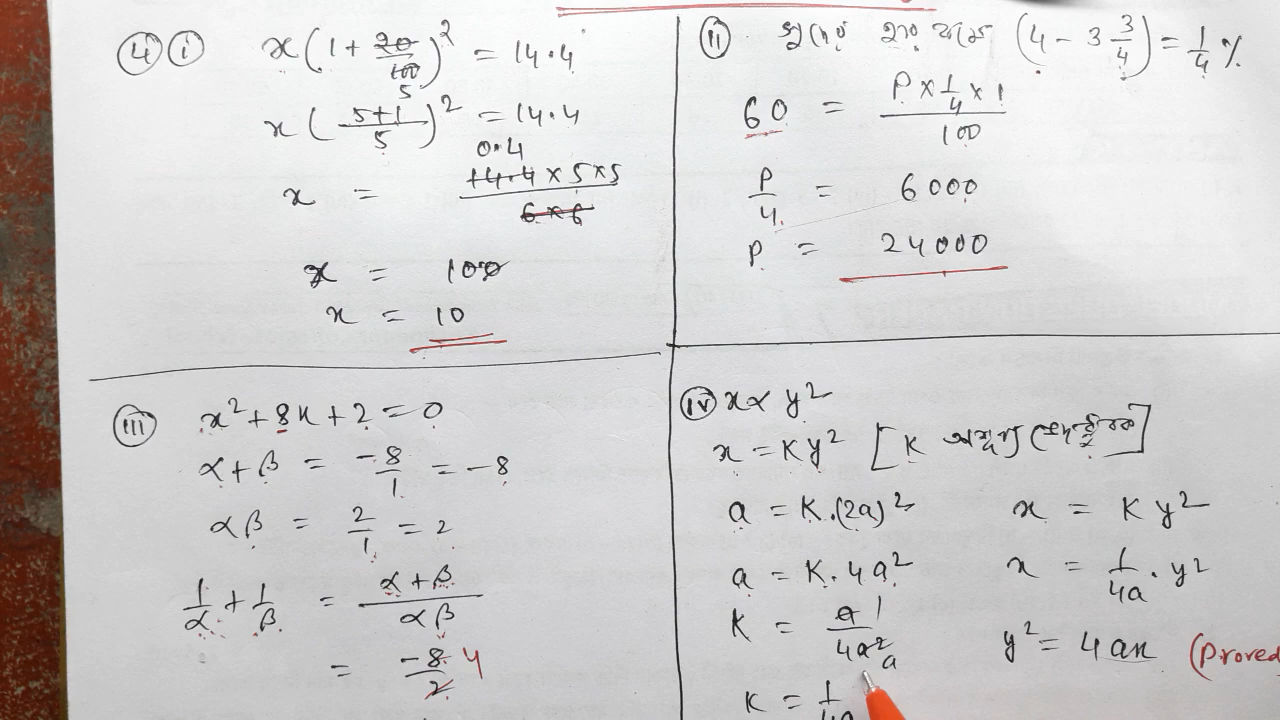 ④ ⓘ x(1 + 20/100)² = 14.4
5
x(5+1/5)² = 14.4
0.4
x = 14.4 × 5 × 5 / 6 × 6
x = 100
x = 10
ⅱ সুদের হার কমে (4 - 3 3/4) = 1/4 %
60 = P × 1/4 × 1 / 100
P/4 = 6000
P = 24000
ⅲ x² + 8x + 2 = 0
α + β = -8/1 = -8
αβ = 2/1 = 2
1/α + 1/β = α + β / αβ
= -8/2 4
ⅳ x ∝ y²
x = Ky² [K
a = K.(2a)²
a = K. 4a²
K = a 1 / 4a² a
K = 1/4a
x = Ky²
x = 1/4a . y²
y² = 4ax (Proved